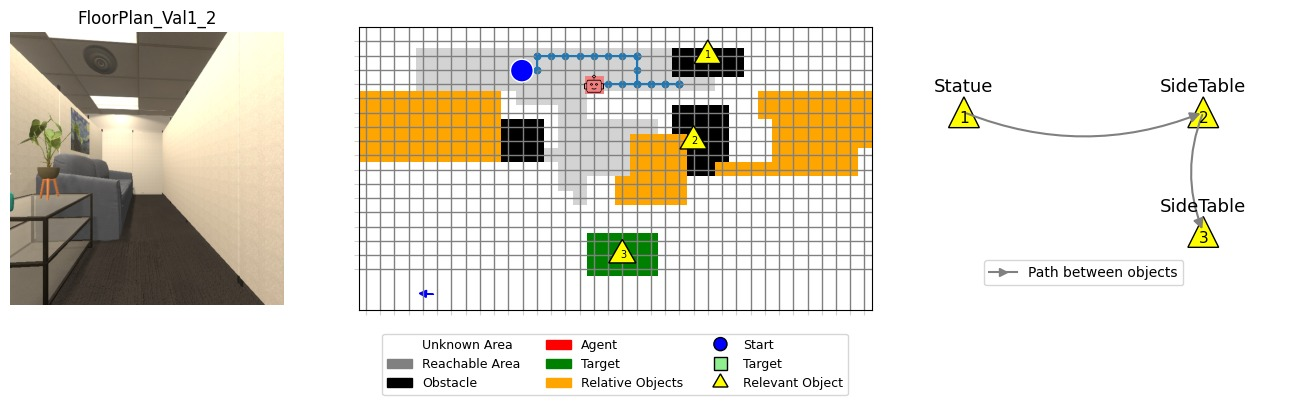 FloorPlan_Val1_2
1
2
3
Statue
1
SideTable
2
SideTable
3
Path between objects
Unknown Area
Reachable Area
Obstacle
Agent
Target
Relative Objects
Start
Target
Relevant Object